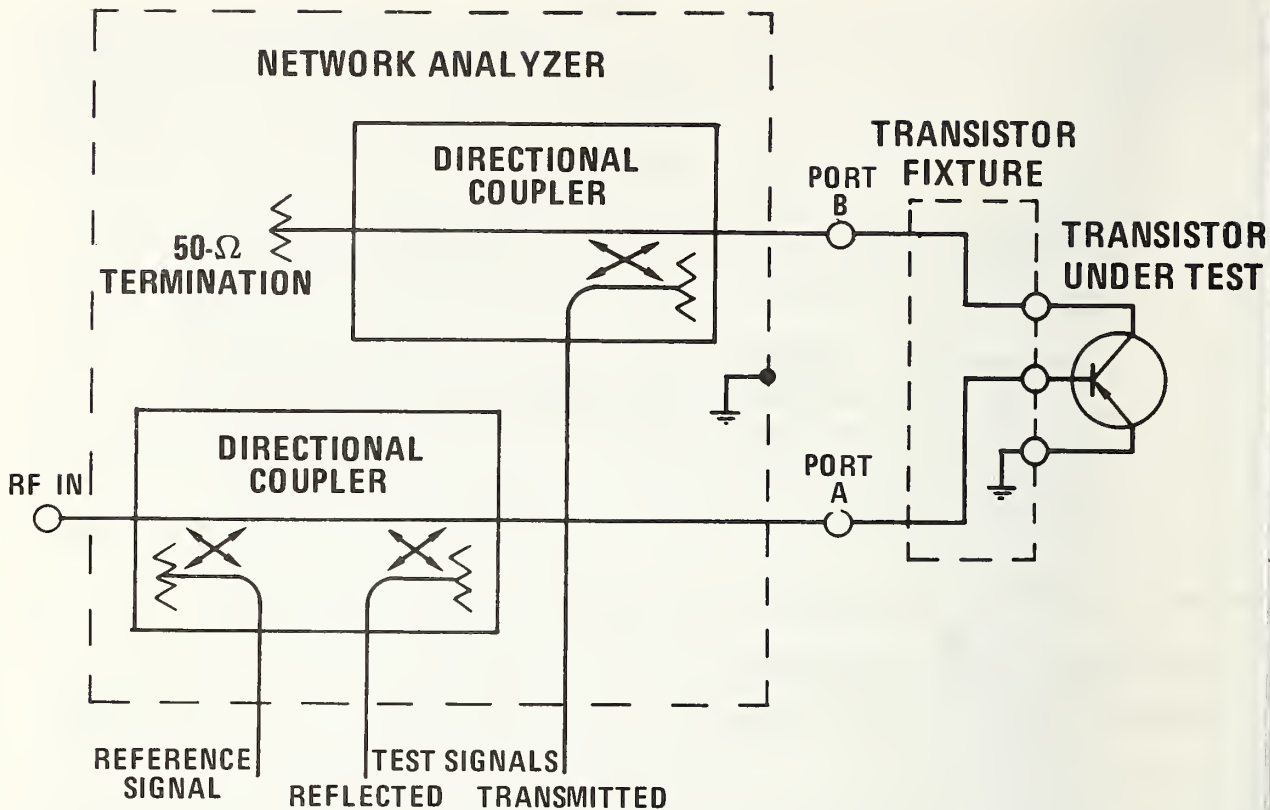 NETWORK ANALYZER
DIRECTIONAL
COUPLER
50-Ω
TERMINATION
PORT
B
TRANSISTOR
FIXTURE
TRANSISTOR
UNDER TEST
DIRECTIONAL
COUPLER
RF IN
PORT
A
REFERENCE
SIGNAL
TEST SIGNALS
REFLECTED TRANSMITTED